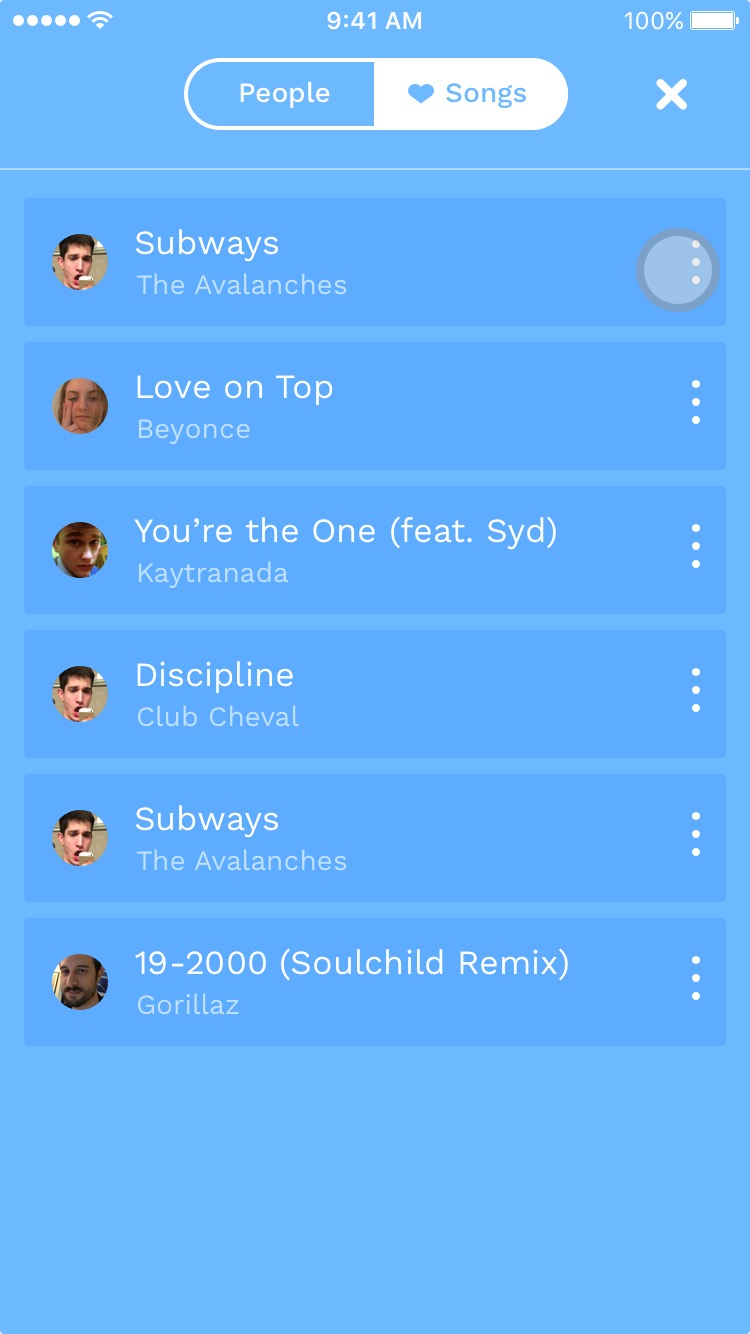 9:41 AM
100%
People
Songs
Subways
The Avalanches
Love on Top
Beyonce
You’re the One (feat. Syd)
Kaytranada
Discipline
Club Cheval
Subways
The Avalanches
19-2000 (Soulchild Remix)
Gorillaz